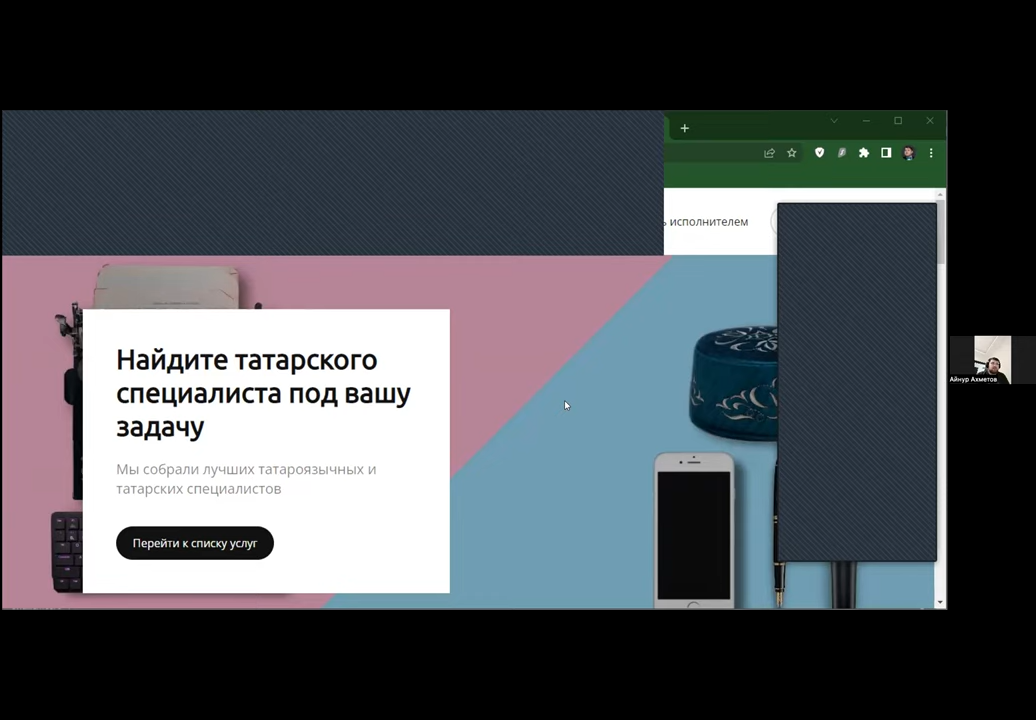 исполнителем
Найдите татарского
специалиста под вашу
задачу
Мы собрали лучших татароязычных и
татарских специалистов
Перейти к списку услуг
Айнур Ахметов